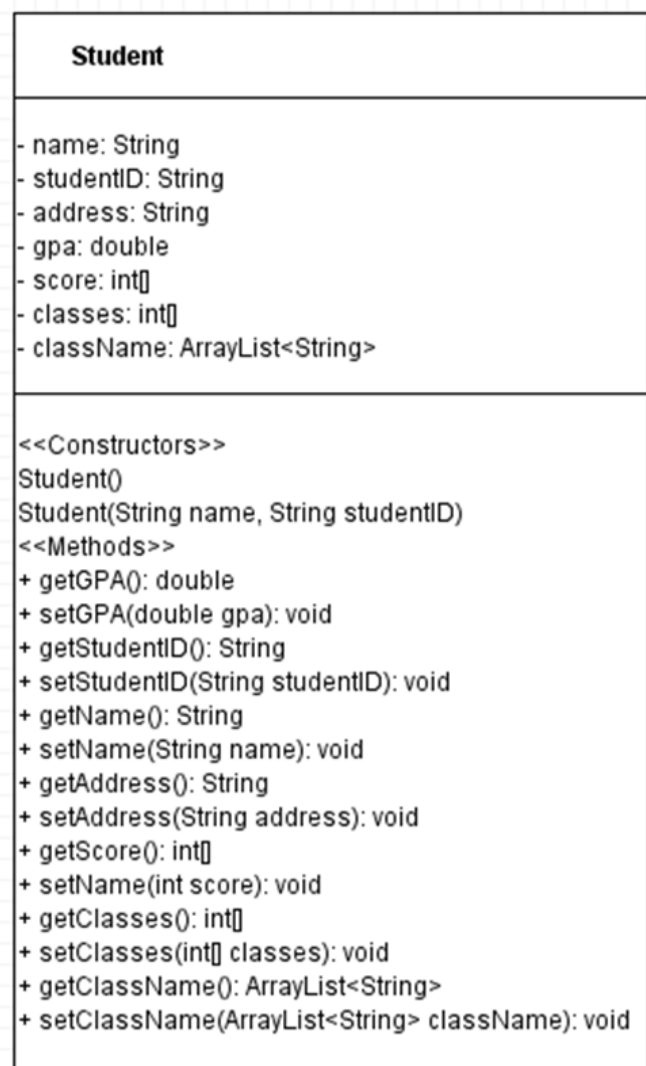 Student
- name: String
- studentID: String
- address: String
- gpa: double
- score: int[]
- classes: int[]
- className: ArrayList<String>
<<Constructors>>
Student()
Student(String name, String studentID)
<<Methods>>
+ getGPA(): double
+ setGPA(double gpa): void
+ getStudentID(): String
+ setStudentID(String studentID): void
+ getName(): String
+ setName(String name): void
+ getAddress(): String
+ setAddress(String address): void
+ getScore(): int[]
+ setName(int score): void
+ getClasses(): int[]
+ setClasses(int[] classes): void
+ getClassName(): ArrayList<String>
+ setClassName(ArrayList<String> className): void